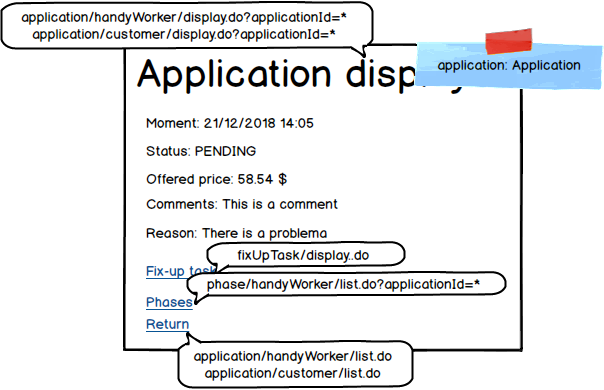 application/handyWorker/display.do?applicationId=*
application/customer/display.do?applicationId=*
application: Application
Application display
Moment: 21/12/2018 14:05
Status: PENDING
Offered price: 58.54 $
Comments: This is a comment
Reason: There is a problema
fixUpTask/display.do
Fix-up task
phase/handyWorker/list.do?applicationId=*
Phases
Return
application/handyWorker/list.do
application/customer/list.do